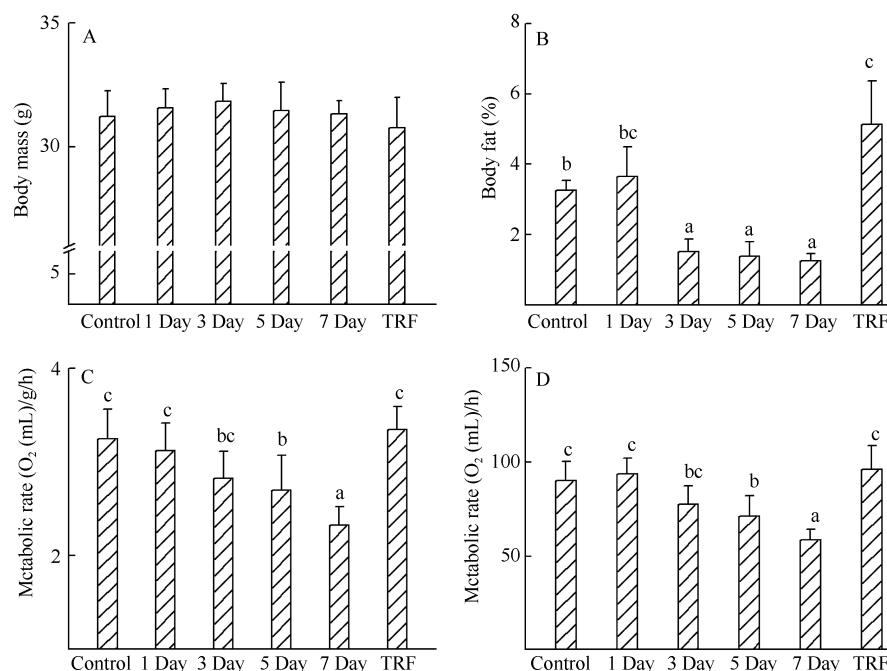 35
A
30
5
Body mass (g)
Control 1 Day 3 Day 5 Day 7 Day TRF
8
B
6
4
2
Body fat (%)
b
bc
a
a
a
c
Control 1 Day 3 Day 5 Day 7 Day TRF
4
C
2
Mctabolic rate (O₂ (mL)/g/h)
c
c
bc
b
a
c
Control 1 Day 3 Day 5 Day 7 Day TRF
150
D
100
50
Mctabolic rate (O₂ (mL)/h)
c
c
bc
b
a
c
Control 1 Day 3 Day 5 Day 7 Day TRF